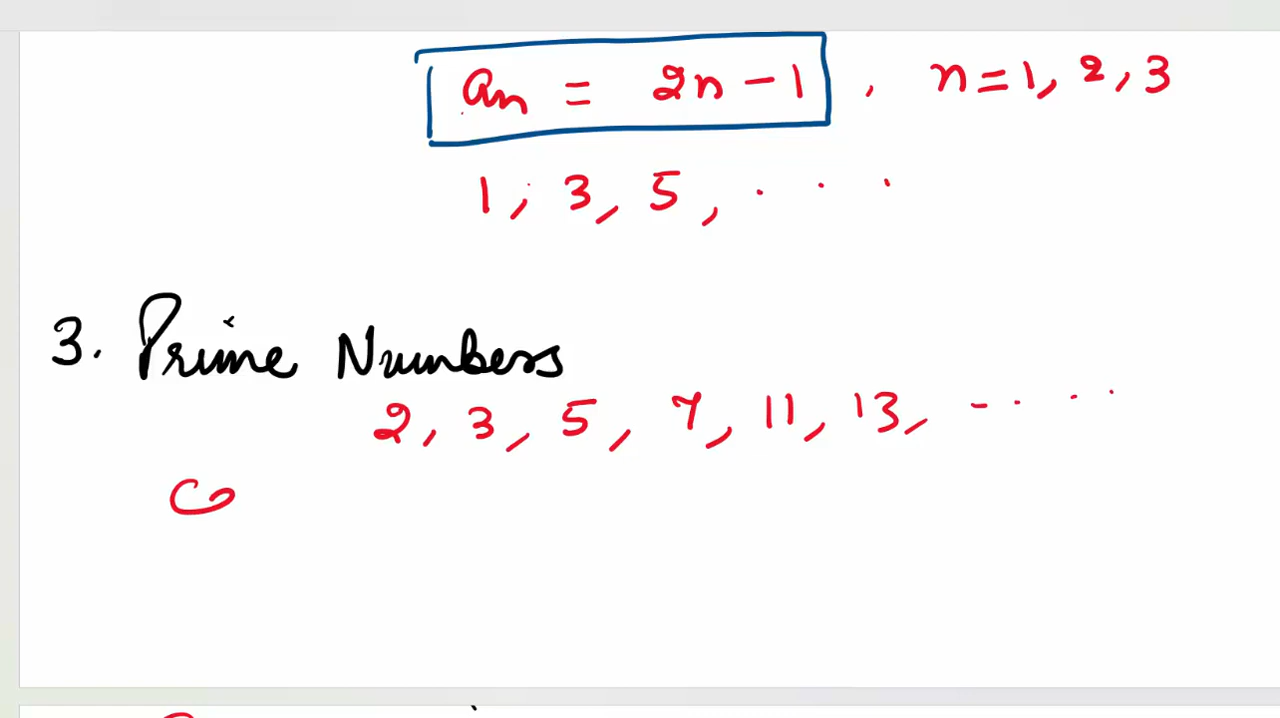 an = 2n - 1 , n = 1, 2, 3
1, 3, 5, . . .
3. Prime Numbers
2, 3, 5, 7, 11, 13, - . . .